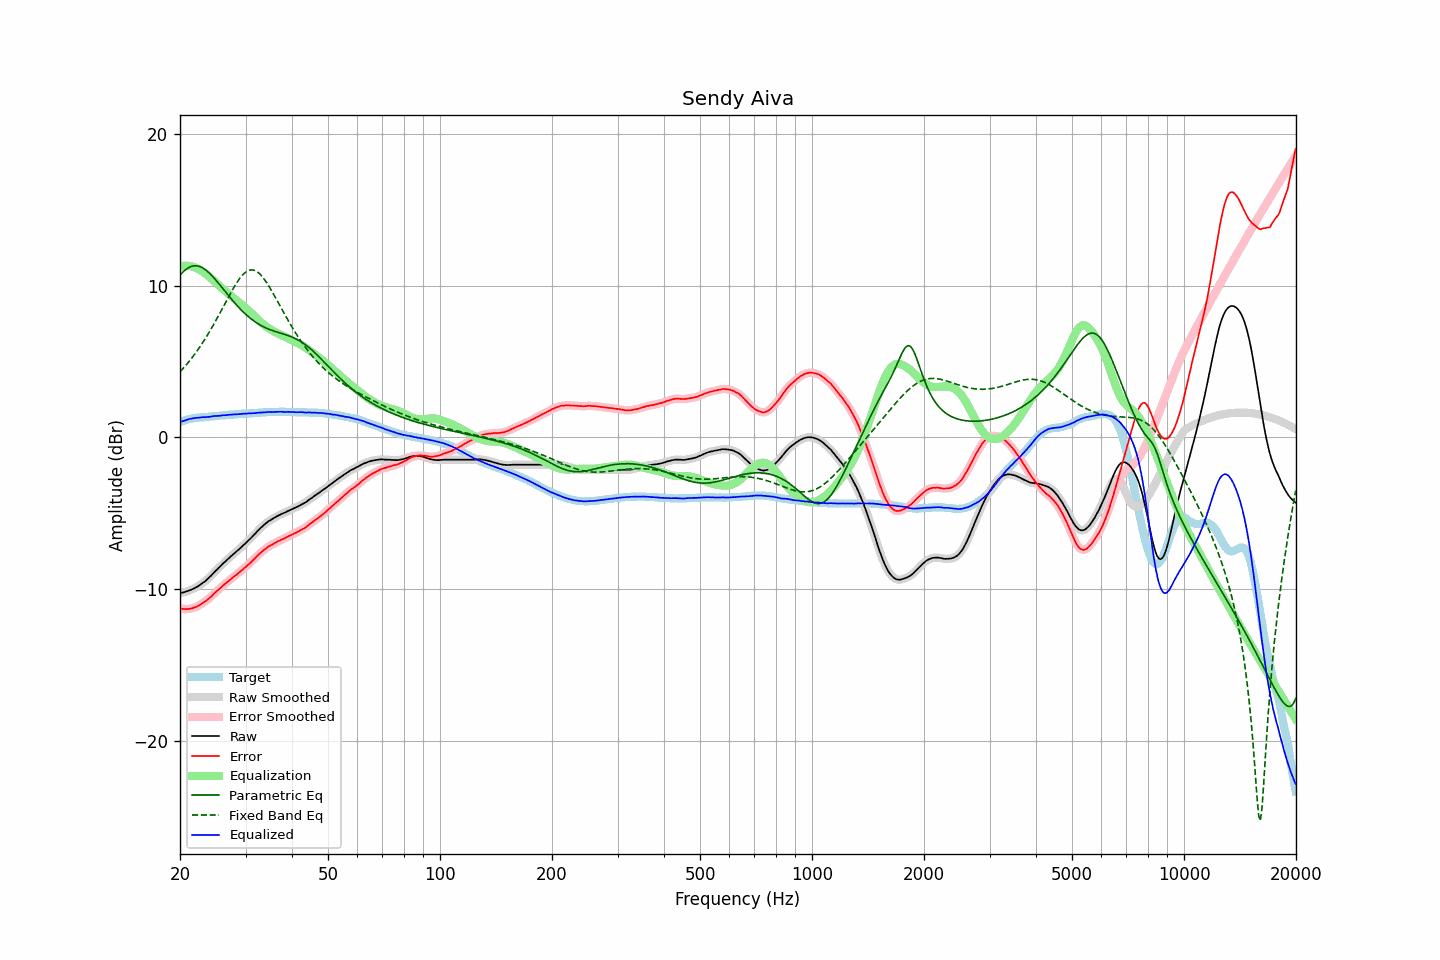 Sendy Aiva
Amplitude (dBr)
20
10
0
−10
−20
Target
Raw Smoothed
Error Smoothed
Raw
Error
Equalization
Parametric Eq
Fixed Band Eq
Equalized
20 50 100 200 500 1000 2000 5000 10000 20000
Frequency (Hz)